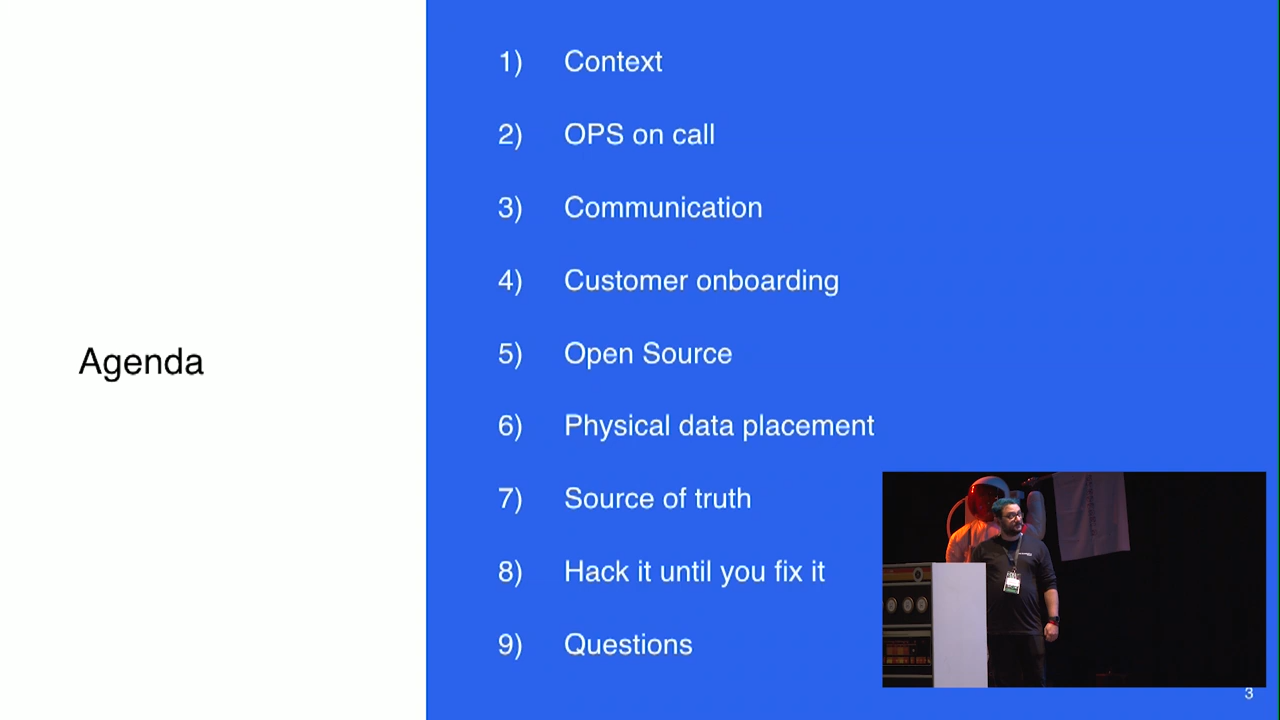 Agenda
1) Context
2) OPS on call
3) Communication
4) Customer onboarding
5) Open Source
6) Physical data placement
7) Source of truth
8) Hack it until you fix it
9) Questions
3